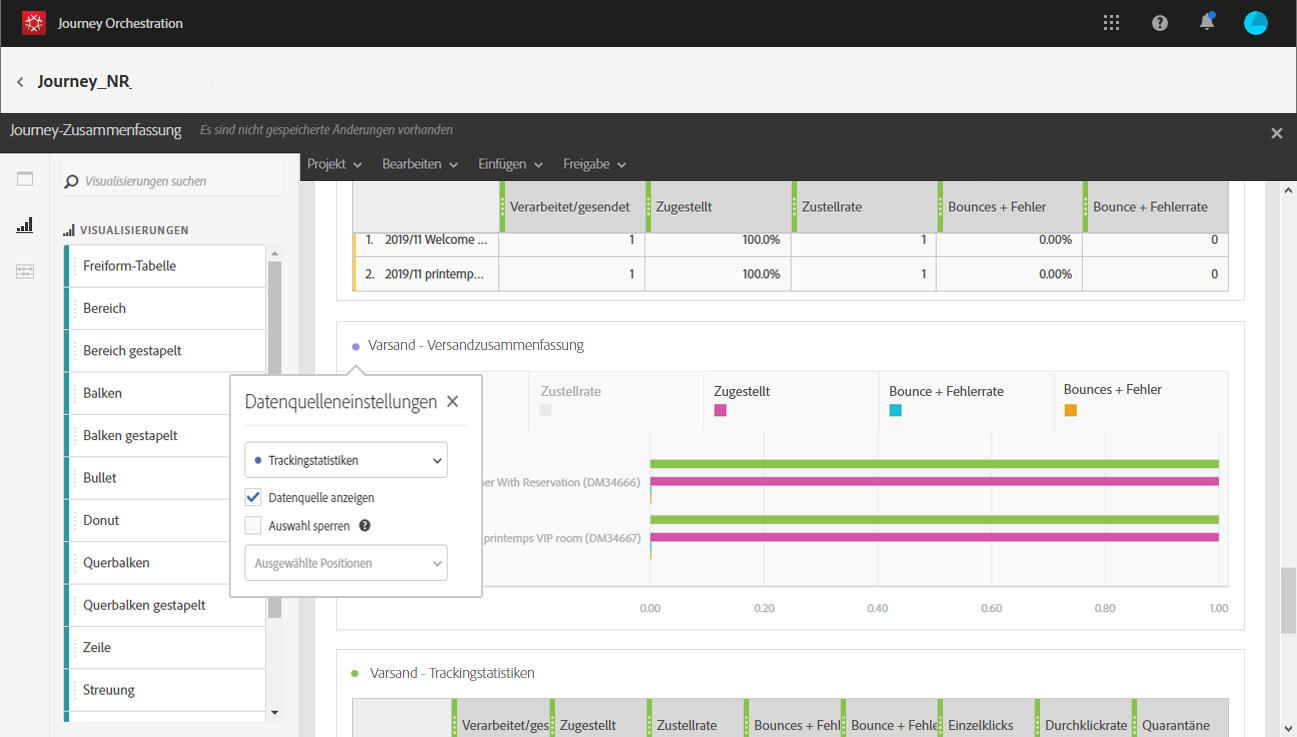 Journey Orchestration
Journey_NR_
Journey-Zusammenfassung Es sind nicht gespeicherte Änderungen vorhanden
Projekt Bearbeiten Einfügen Freigabe
Visualisierungen suchen
VISUALISIERUNGEN
Freiform-Tabelle
Bereich
Bereich gestapelt
Balken
Balken gestapelt
Bullet
Donut
Querbalken
Querbalken gestapelt
Zeile
Streuung
Verarbeitet/gesendet Zugestellt Zustellrate Bounces + Fehler Bounce + Fehlerrate
1. 2019/11 Welcome ... 1 100.0% 1 0.00% 0
2. 2019/11 printemp... 1 100.0% 1 0.00% 0
Varsand - Versandzusammenfassung
Zustellrate Zugestellt Bounce + Fehlerrate Bounces + Fehler
Datenquelleneinstellungen
Trackingstatistiken
Datenquelle anzeigen
Auswahl sperren
Ausgewählte Positionen
ner With Reservation (DM34666)
printemps VIP room (DM34667)
0.00 0.20 0.40 0.60 0.80 1.00
Varsand - Trackingstatistiken
Verarbeitet/ges Zugestellt Zustellrate Bounces + Fehl Bounce + Fehle Einzelklicks Durchklickrate Quarantäne